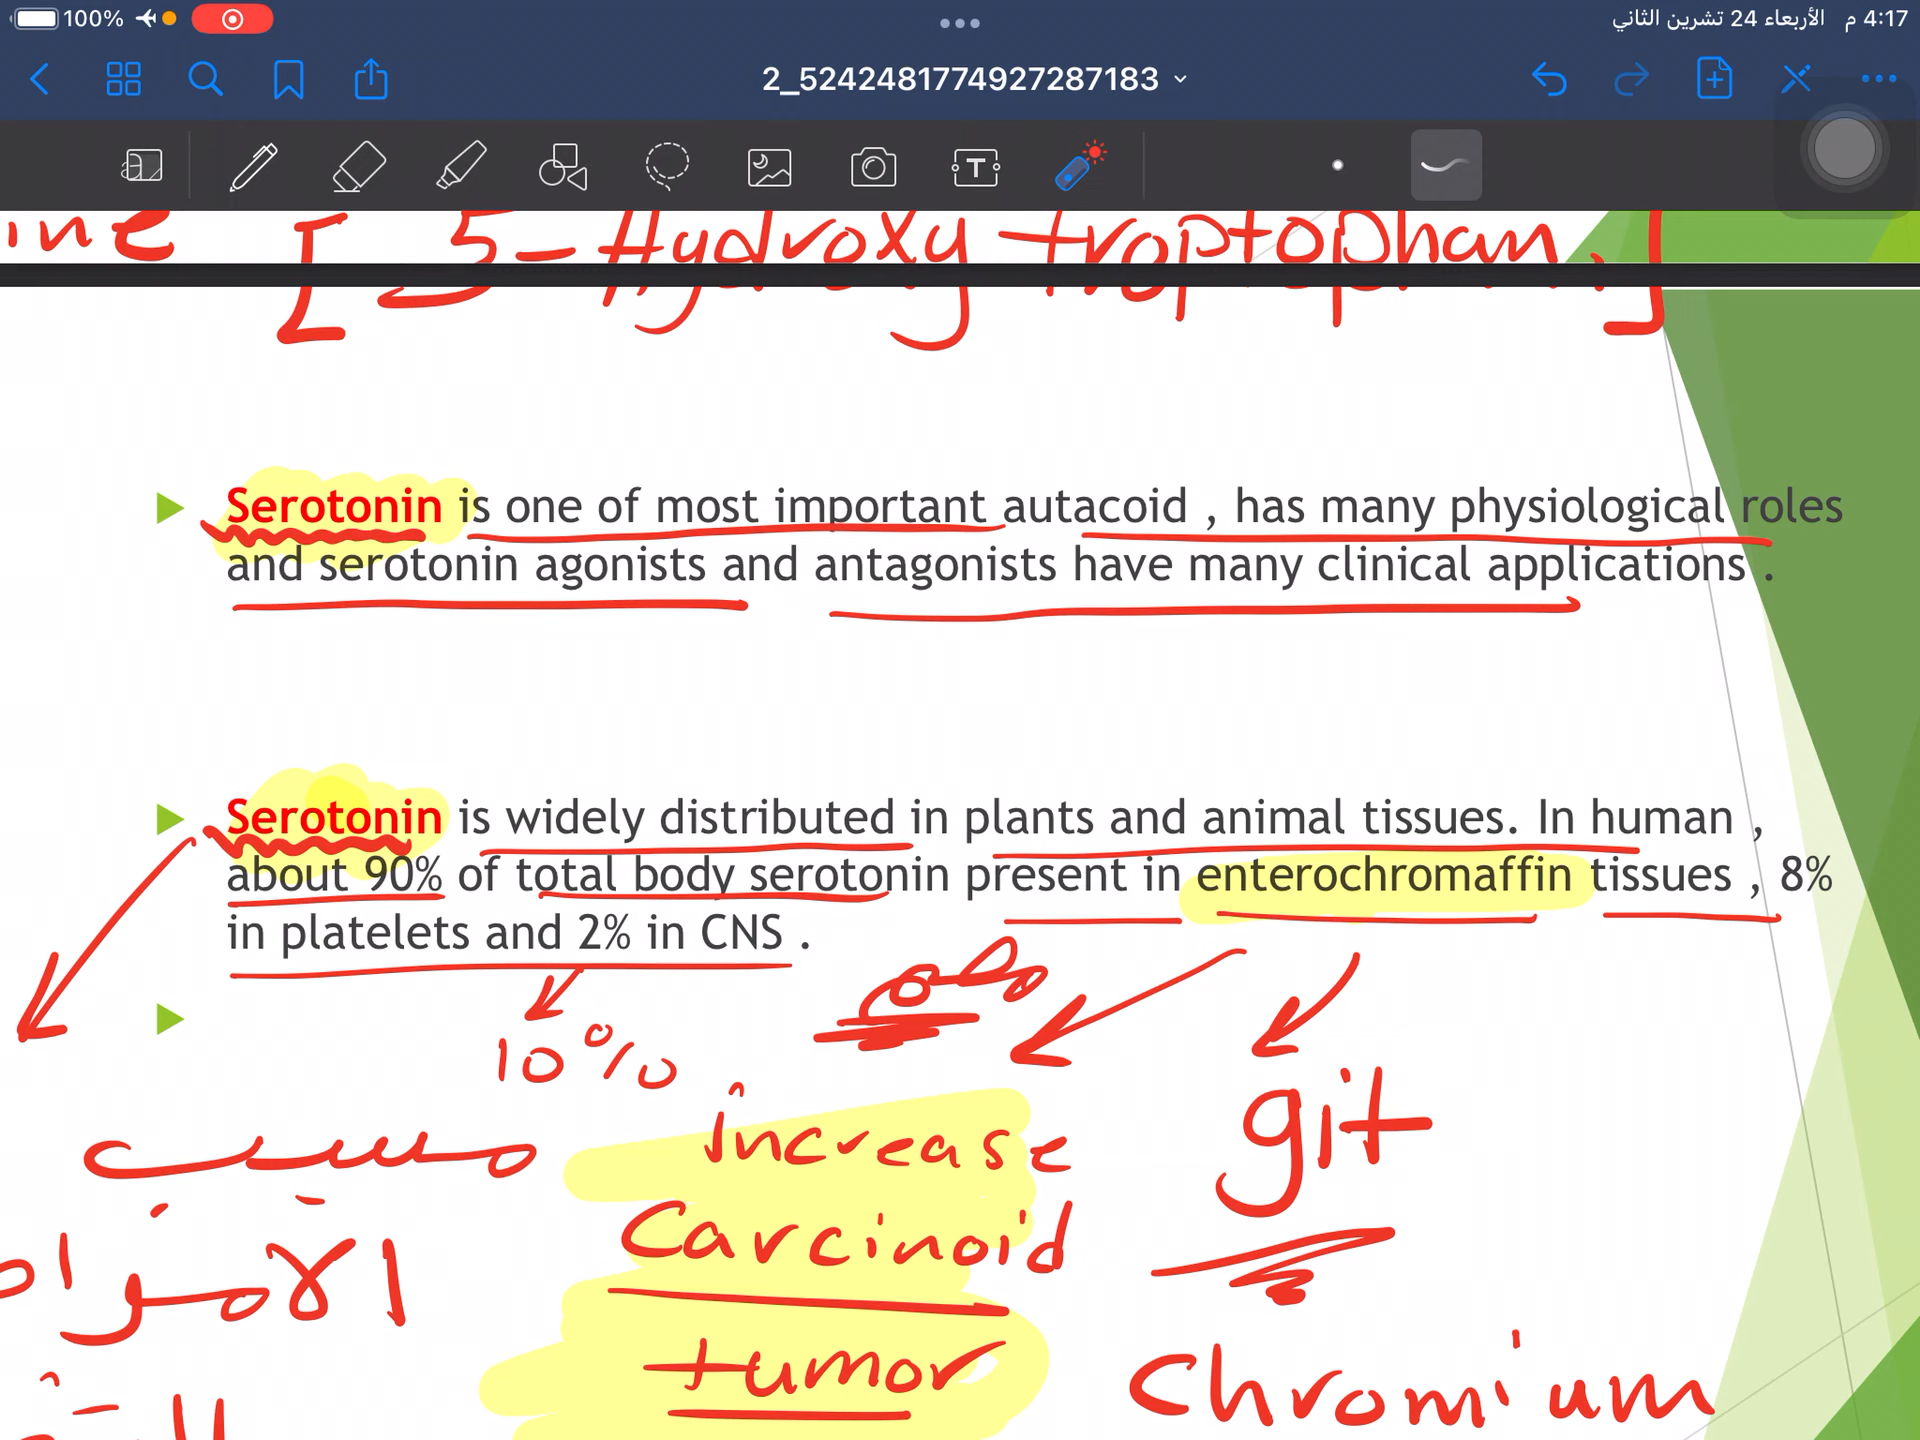 100%
4:17 م الأربعاء 24 تشرين الثاني
2_5242481774927287183
T
ine [ 5-Hydroxy troptophan. ]
Serotonin is one of most important autacoid , has many physiological roles
and serotonin agonists and antagonists have many clinical applications .
Serotonin is widely distributed in plants and animal tissues. In human ,
about 90% of total body serotonin present in enterochromaffin tissues , 8%
in platelets and 2% in CNS .
10%
increase
git
Carcinoid
tumor
Chromium